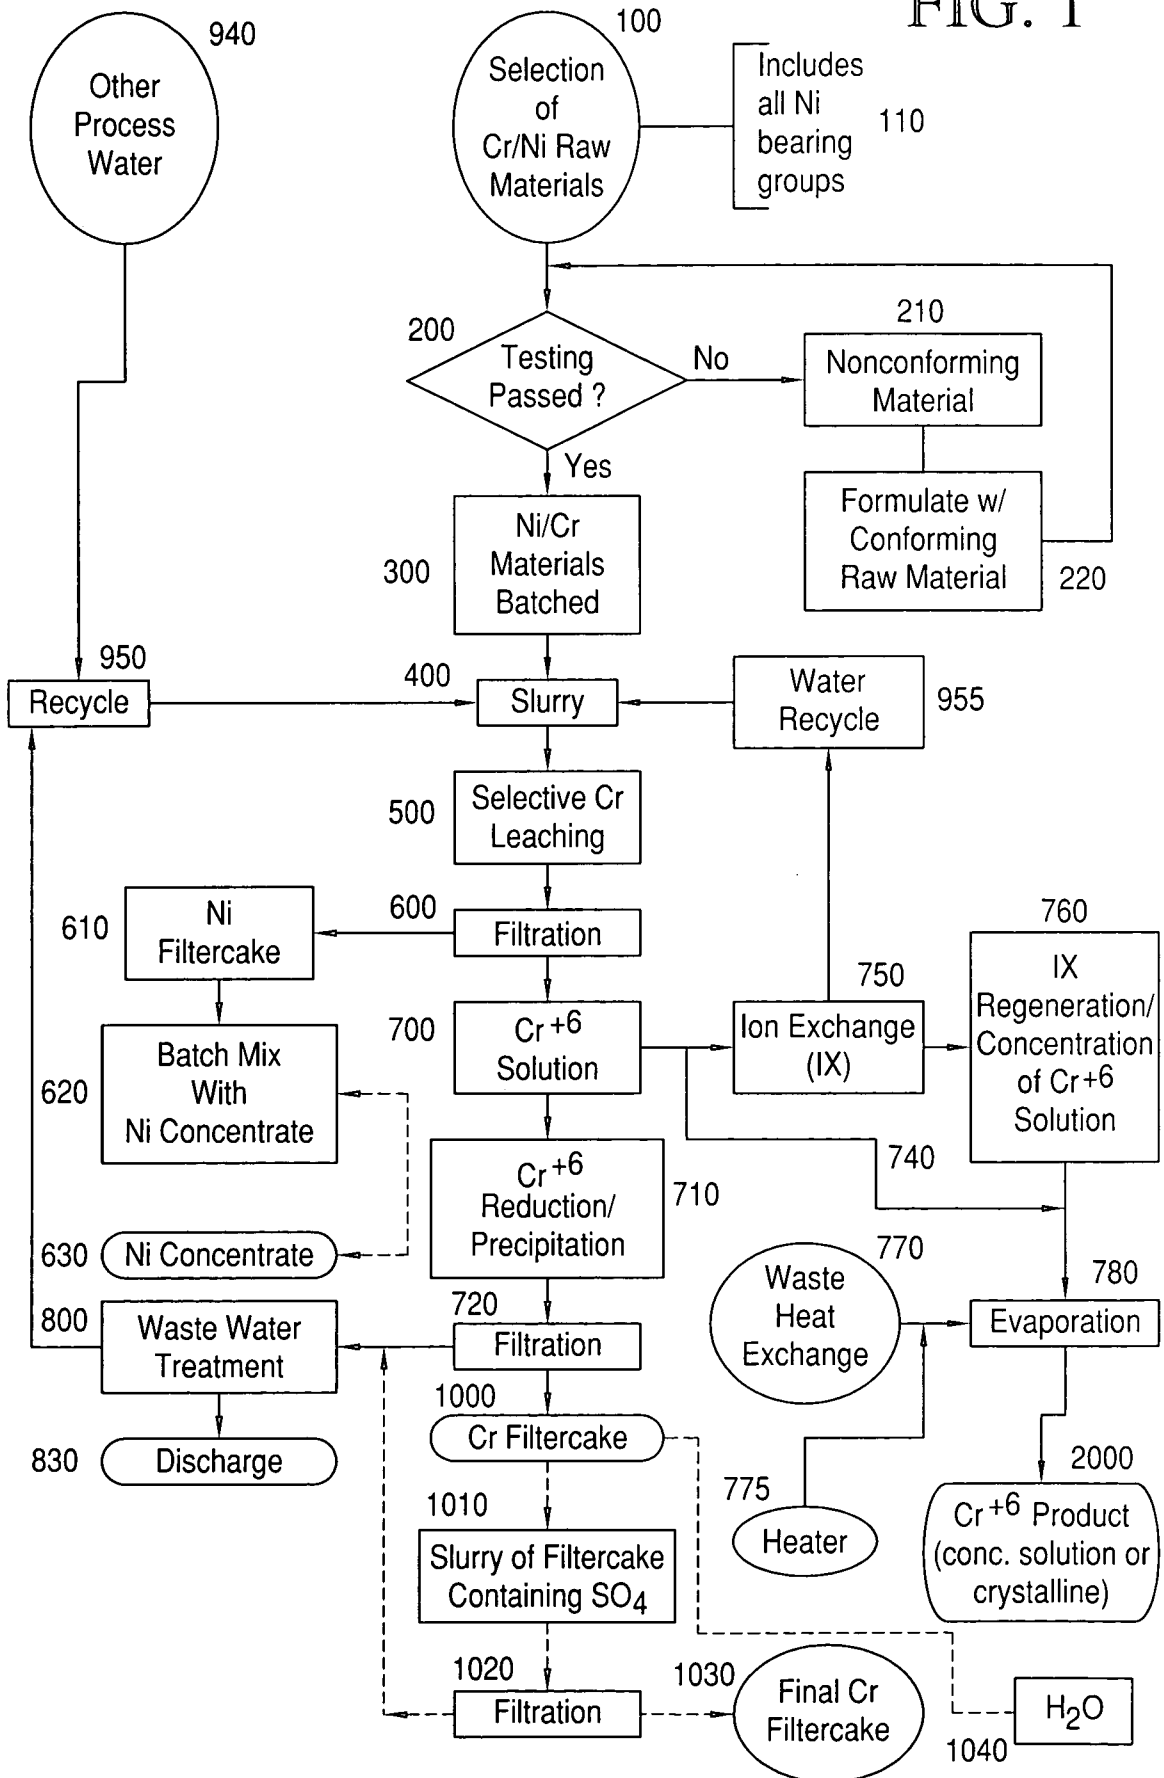 FIG. 1
940
Other
Process
Water
100
Selection
of
Cr/Ni Raw
Materials
Includes
all Ni
bearing
groups
110
200
Testing
Passed ?
No
Yes
210
Nonconforming
Material
Formulate w/
Conforming
Raw Material
220
300
Ni/Cr
Materials
Batched
950
Recycle
400
Slurry
Water
Recycle
955
500
Selective Cr
Leaching
600
Filtration
610
Ni
Filtercake
620
Batch Mix
With
Ni Concentrate
630
Ni Concentrate
700
Cr+6
Solution
750
Ion Exchange
(IX)
760
IX
Regeneration/
Concentration
of Cr+6
Solution
740
710
Cr+6
Reduction/
Precipitation
770
Waste
Heat
Exchange
780
Evaporation
720
Filtration
800
Waste Water
Treatment
830
Discharge
1000
Cr Filtercake
775
Heater
2000
Cr+6 Product
(conc. solution or
crystalline)
1010
Slurry of Filtercake
Containing SO4
1020
Filtration
1030
Final Cr
Filtercake
H2O
1040